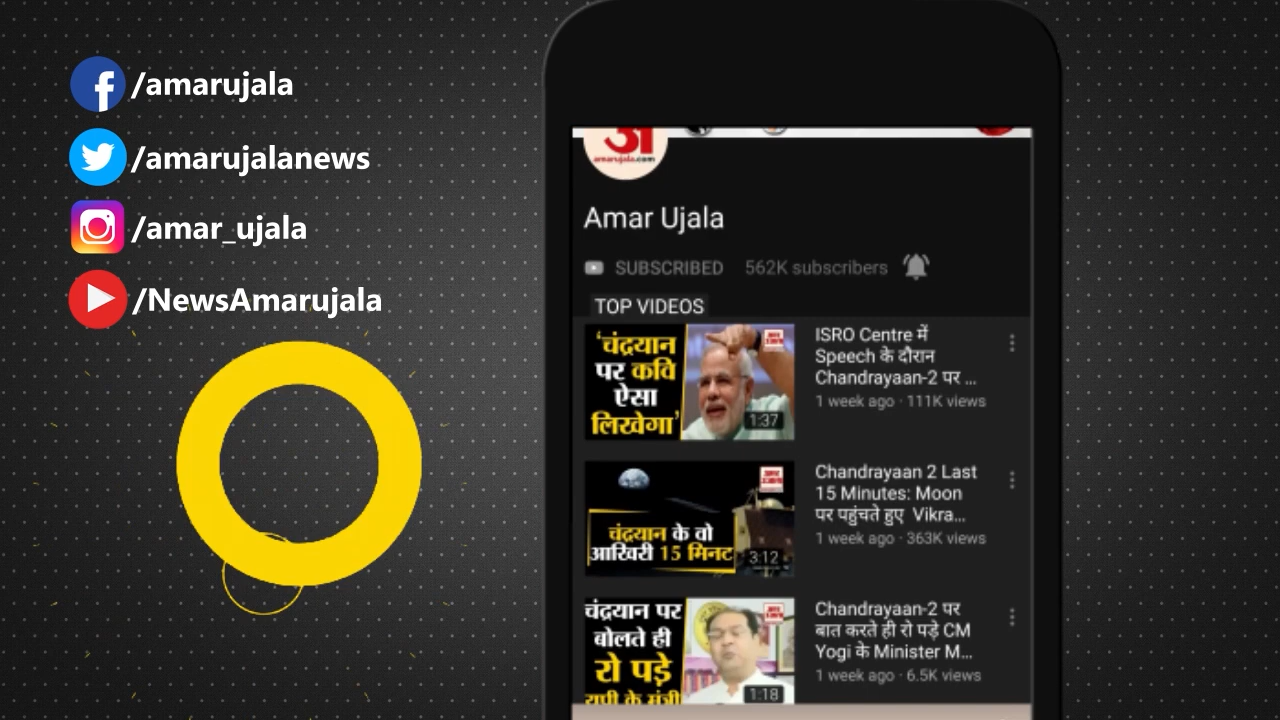 /amarujala
/amarujalanews
/amar_ujala
/NewsAmarujala
अ
amarujala.com
Amar Ujala
SUBSCRIBED 562K subscribers
TOP VIDEOS
'चंद्रयान
पर कवि
ऐसा
लिखेगा'
1:37
ISRO Centre में
Speech के दौरान
Chandrayaan-2 पर ...
1 week ago · 111K views
चंद्रयान के वो
आखिरी 15 मिनट
3:12
Chandrayaan 2 Last
15 Minutes: Moon
पर पहुंचते हुए Vikra...
1 week ago · 363K views
चंद्रयान पर
बोलते ही
रो पड़े
यूपी के मंत्री
1:18
Chandrayaan-2 पर
बात करते ही रो पड़े CM
Yogi के Minister M...
1 week ago · 6.5K views